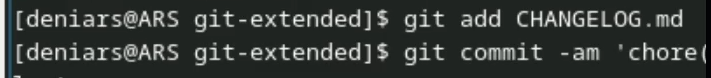 [deniars@ARS git-extended]$ git add CHANGELOG.md
[deniars@ARS git-extended]$ git commit -am 'chore(